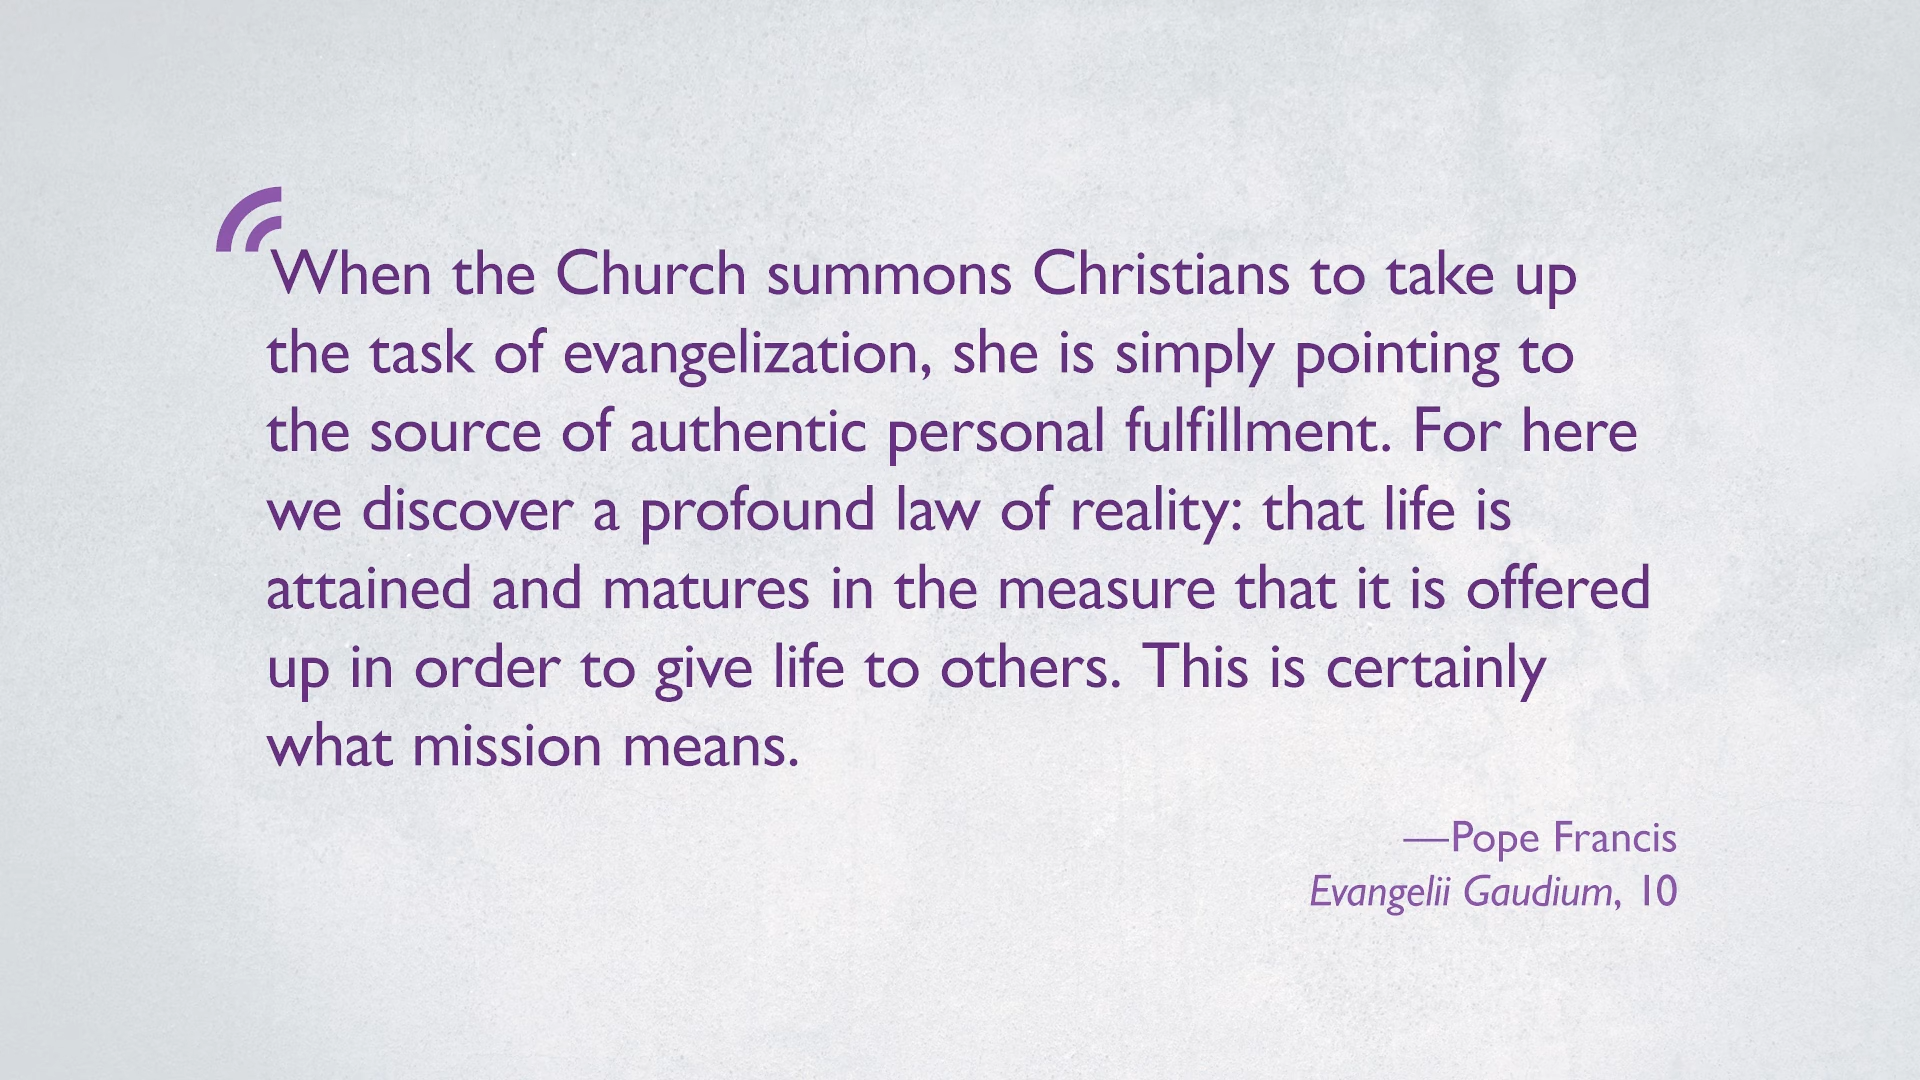 When the Church summons Christians to take up
the task of evangelization, she is simply pointing to
the source of authentic personal fulfillment. For here
we discover a profound law of reality: that life is
attained and matures in the measure that it is offered
up in order to give life to others. This is certainly
what mission means.
—Pope Francis
Evangelii Gaudium, 10